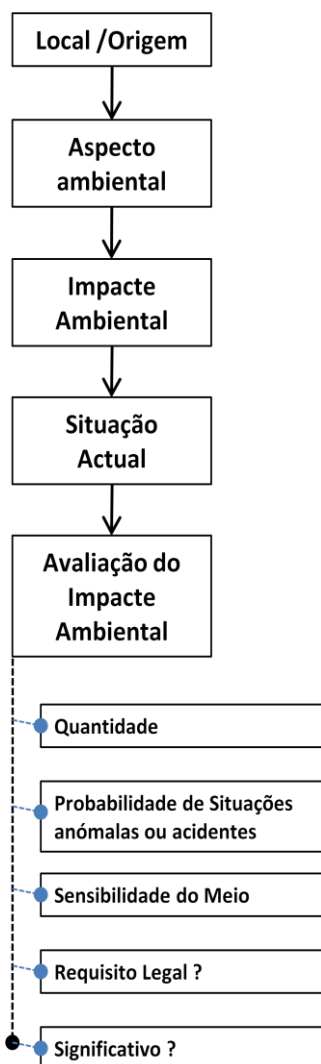 Local /Origem
Aspecto
ambiental
Impacte
Ambiental
Situação
Actual
Avaliação do
Impacte
Ambiental
Quantidade
Probabilidade de Situações
anómalas ou acidentes
Sensibilidade do Meio
Requisito Legal ?
Significativo ?